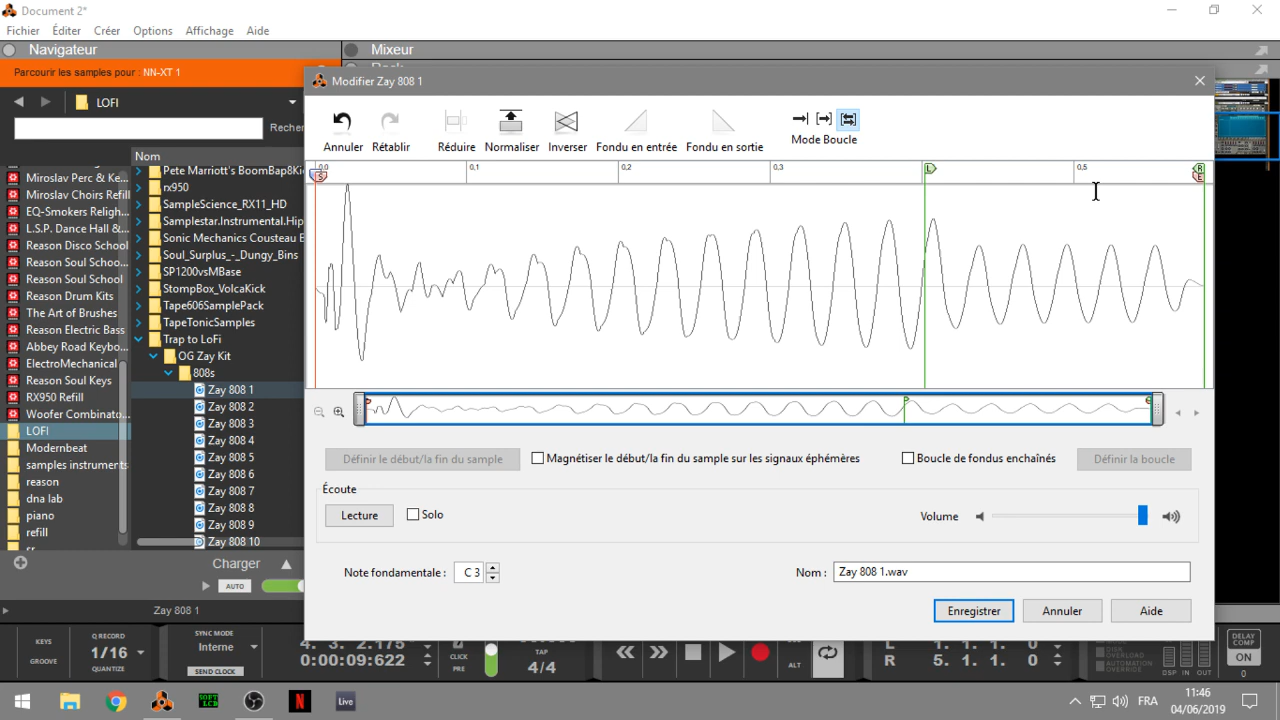 Document 2*
Fichier Éditer Créer Options Affichage Aide
Navigateur
Mixeur
Parcourir les samples pour : NN-XT 1
LOFI
Recher
Nom
Miroslav Perc & Ke...
Miroslav Choirs Refill
EQ-Smokers Religh...
L.S.P. Dance Hall &...
Reason Disco School
Reason Soul Schoo...
Reason Soul School
Reason Drum Kits
The Art of Brushes
Reason Electric Bass
Abbey Road Keybo...
ElectroMechanical
Reason Soul Keys
RX950 Refill
Woofer Combinato...
LOFI
Modernbeat
samples instruments
reason
dna lab
piano
refill
Pete Marriott's BoomBap8Ki
rx950
SampleScience_RX11_HD
Samplestar.Instrumental.Hip
Sonic Mechanics Cousteau E
Soul_Surplus_-_Dungy_Bins
SP1200vsMBase
StompBox_VolcaKick
Tape606SamplePack
TapeTonicSamples
Trap to LoFi
OG Zay Kit
808s
Zay 808 1
Zay 808 2
Zay 808 3
Zay 808 4
Zay 808 5
Zay 808 6
Zay 808 7
Zay 808 8
Zay 808 9
Zay 808 10
Charger
AUTO
Zay 808 1
Modifier Zay 808 1
Annuler Rétablir Réduire Normaliser Inverser Fondu en entrée Fondu en sortie Mode Boucle
0,0 0,1 0,2 0,3 0,5
S L R E
Définir le début/la fin du sample Magnétiser le début/la fin du sample sur les signaux éphémères Boucle de fondus enchaînés Définir la boucle
Écoute
Lecture Solo Volume
Note fondamentale : C 3 Nom : Zay 808 1.wav
Enregistrer Annuler Aide
KEYS
GROOVE
Q RECORD
1/16
QUANTIZE
SYNC MODE
Interne
SEND CLOCK
4. 3. 2.175
0:00:09:622
CLICK
PRE
TAP
4/4
ALT
L 1. 1. 1. 0
R 5. 1. 1. 0
DISK OVERLOAD
AUTOMATION OVERRIDE
DSP IN OUT
DELAY COMP
ON
0
SOFT LCD
N
Live
FRA
11:46
04/06/2019